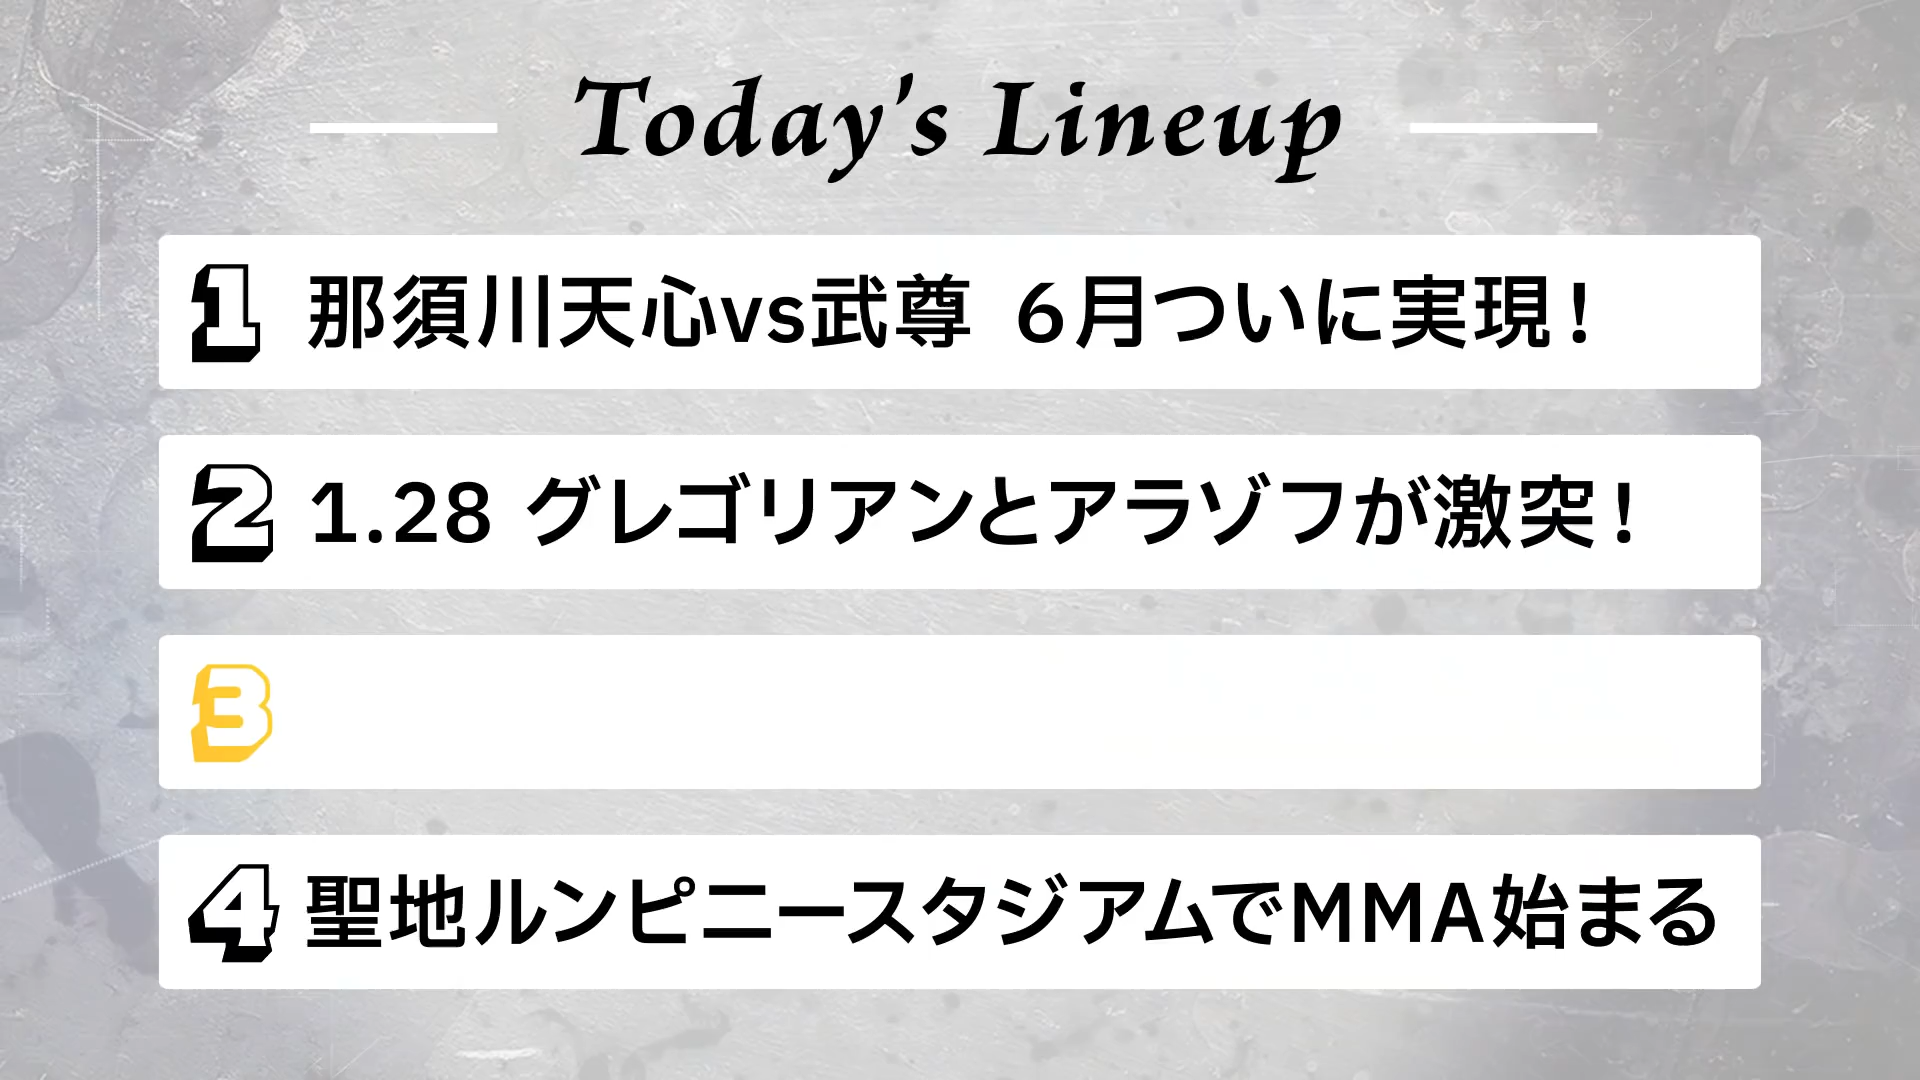 Today's Lineup
1 那須川天心vs武尊 6月ついに実現!
2 1.28 グレゴリアンとアラゾフが激突!
3
4 聖地ルンピニースタジアムでMMA始まる